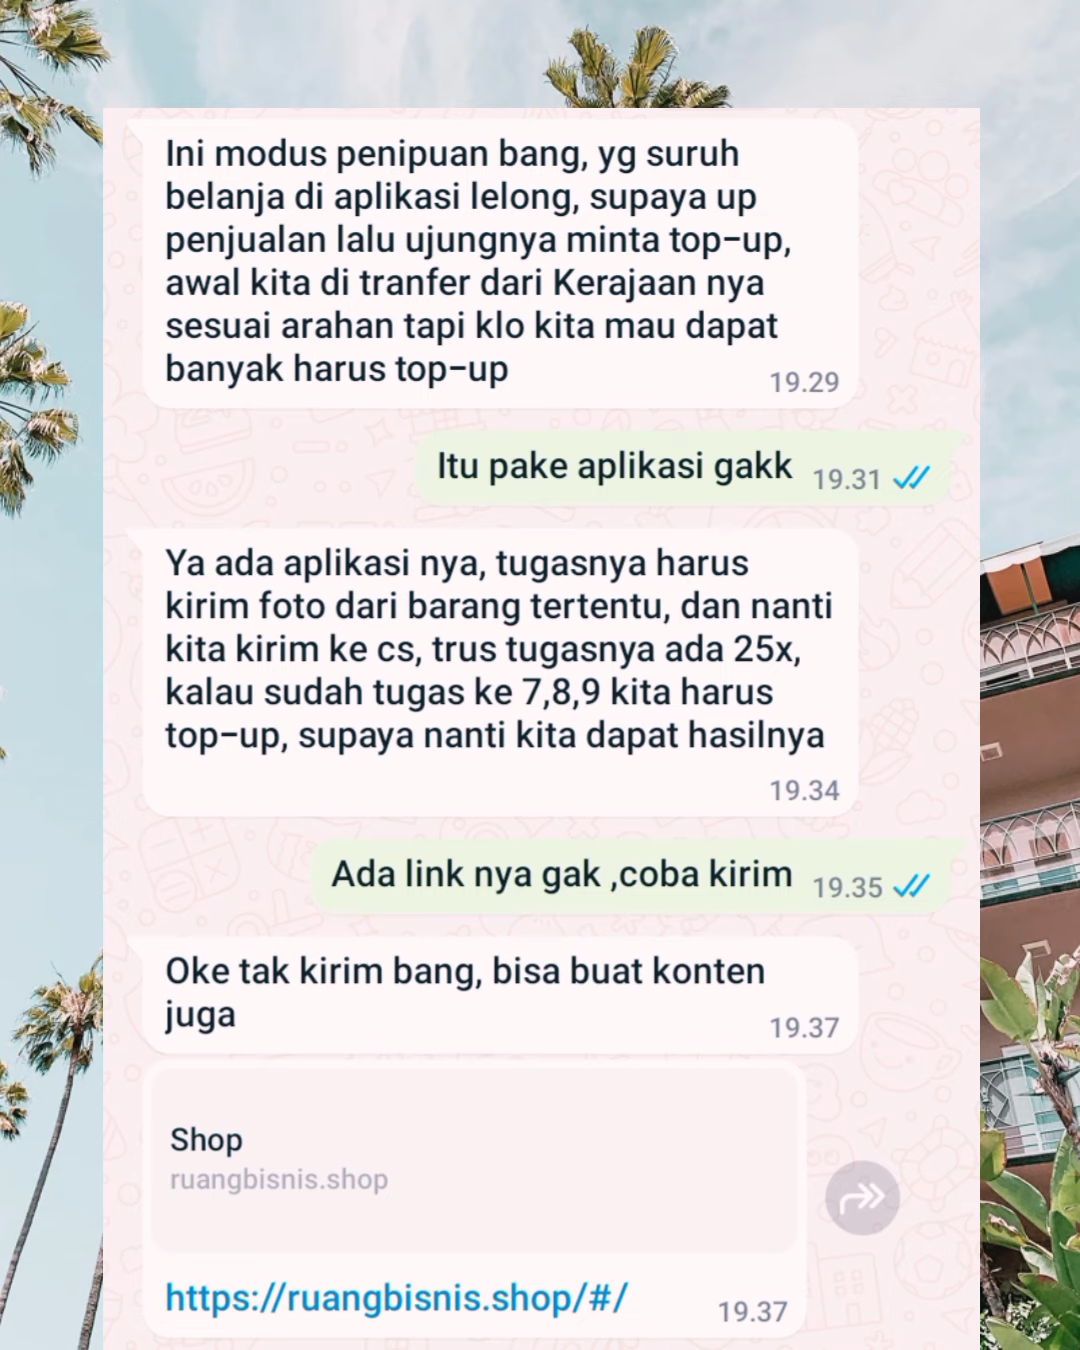 Ini modus penipuan bang, yg suruh
belanja di aplikasi lelong, supaya up
penjualan lalu ujungnya minta top-up,
awal kita di tranfer dari Kerajaan nya
sesuai arahan tapi klo kita mau dapat
banyak harus top-up
19.29
Itu pake aplikasi gakk 19.31
Ya ada aplikasi nya, tugasnya harus
kirim foto dari barang tertentu, dan nanti
kita kirim ke cs, trus tugasnya ada 25x,
kalau sudah tugas ke 7,8,9 kita harus
top-up, supaya nanti kita dapat hasilnya
19.34
Ada link nya gak ,coba kirim 19.35
Oke tak kirim bang, bisa buat konten
juga
19.37
Shop
ruangbisnis.shop
https://ruangbisnis.shop/#/
19.37